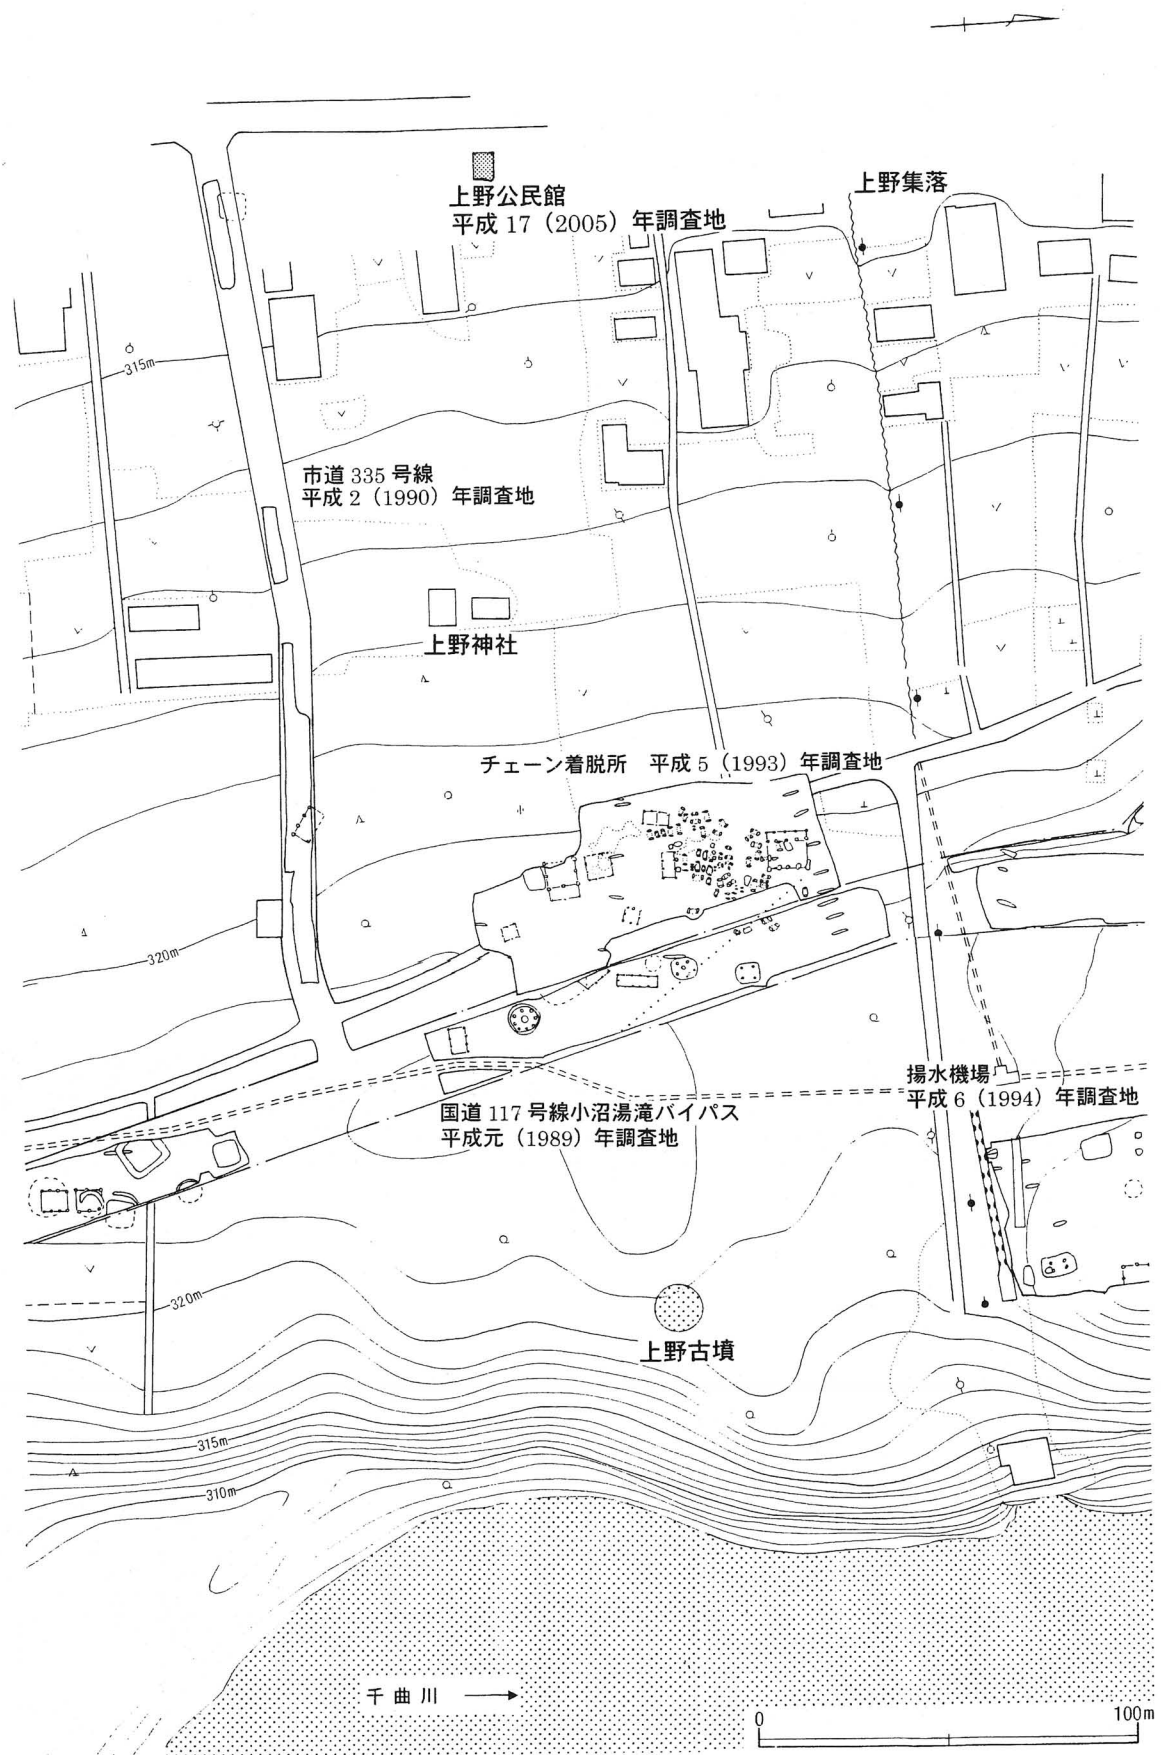 上野公民館
平成 17（2005）年調査地
上野集落
315m
市道 335 号線
平成 2（1990）年調査地
上野神社
チェーン着脱所　平成 5（1993）年調査地
320m
揚水機場
平成 6（1994）年調査地
国道 117 号線小沼湯滝バイパス
平成元（1989）年調査地
320m
上野古墳
315m
310m
千曲川
0
100m